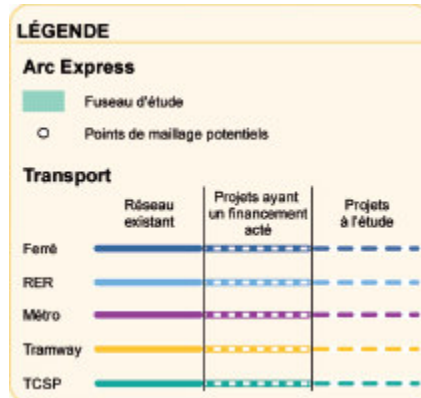 LÉGENDE
Arc Express
Fuseau d'étude
Points de maillage potentiels
Transport
Réseau existant
Projets ayant un financement acté
Projets à l'étude
Ferré
RER
Métro
Tramway
TCSP